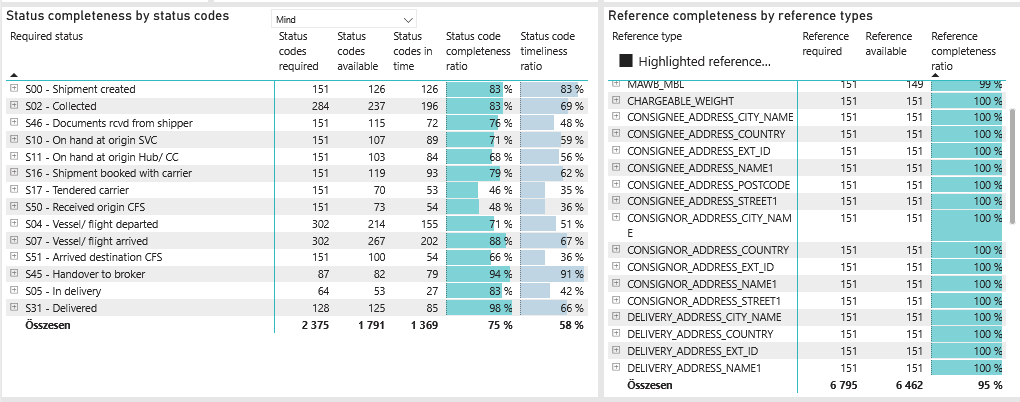 Status completeness by status codes
Mind
Required status Status codes required Status codes available Status codes in time Status code completeness ratio Status code timeliness ratio
S00 - Shipment created 151 126 126 83 % 83 %
S02 - Collected 284 237 196 83 % 69 %
S46 - Documents rcvd from shipper 151 115 72 76 % 48 %
S10 - On hand at origin SVC 151 107 89 71 % 59 %
S11 - On hand at origin Hub/ CC 151 103 84 68 % 56 %
S16 - Shipment booked with carrier 151 119 93 79 % 62 %
S17 - Tendered carrier 151 70 53 46 % 35 %
S50 - Received origin CFS 151 73 54 48 % 36 %
S04 - Vessel/ flight departed 302 214 155 71 % 51 %
S07 - Vessel/ flight arrived 302 267 202 88 % 67 %
S51 - Arrived destination CFS 151 100 54 66 % 36 %
S45 - Handover to broker 87 82 79 94 % 91 %
S05 - In delivery 64 53 27 83 % 42 %
S31 - Delivered 128 125 85 98 % 66 %
Összesen 2 375 1 791 1 369 75 % 58 %
Reference completeness by reference types
Reference type Reference required Reference available Reference completeness ratio
Highlighted reference...
MAWB_MBL 151 149 99 %
CHARGEABLE_WEIGHT 151 151 100 %
CONSIGNEE_ADDRESS_CITY_NAME 151 151 100 %
CONSIGNEE_ADDRESS_COUNTRY 151 151 100 %
CONSIGNEE_ADDRESS_EXT_ID 151 151 100 %
CONSIGNEE_ADDRESS_NAME1 151 151 100 %
CONSIGNEE_ADDRESS_POSTCODE 151 151 100 %
CONSIGNEE_ADDRESS_STREET1 151 151 100 %
CONSIGNOR_ADDRESS_CITY_NAM 151 151 100 %
E
CONSIGNOR_ADDRESS_COUNTRY 151 151 100 %
CONSIGNOR_ADDRESS_EXT_ID 151 151 100 %
CONSIGNOR_ADDRESS_NAME1 151 151 100 %
CONSIGNOR_ADDRESS_STREET1 151 151 100 %
DELIVERY_ADDRESS_CITY_NAME 151 151 100 %
DELIVERY_ADDRESS_COUNTRY 151 151 100 %
DELIVERY_ADDRESS_EXT_ID 151 151 100 %
DELIVERY_ADDRESS_NAME1 151 151 100 %
Összesen 6 795 6 462 95 %